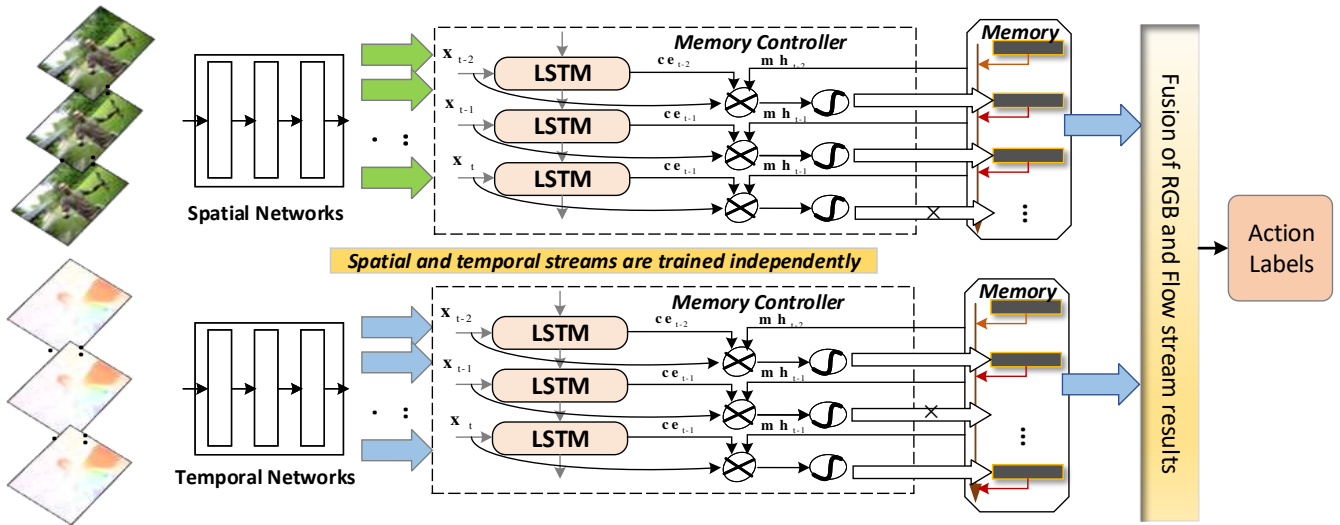 Memory Controller
Memory
x t-2
LSTM
ce t-2
m h t-2
x t-1
LSTM
ce t-1
m h t-1
x t
LSTM
ce t-1
m h t-1
Spatial Networks
Spatial and temporal streams are trained independently
Memory Controller
Memory
x t-2
LSTM
ce t-2
m h t-2
x t-1
LSTM
ce t-1
m h t-1
x t
LSTM
ce t-1
m h t-1
Temporal Networks
Fusion of RGB and Flow stream results
Action
Labels